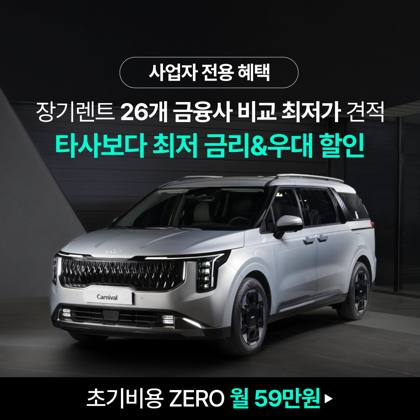 사업자 전용 혜택
장기렌트 26개 금융사 비교 최저가 견적
타사보다 최저 금리&우대 할인
Carnival
초기비용 ZERO 월 59만원▶